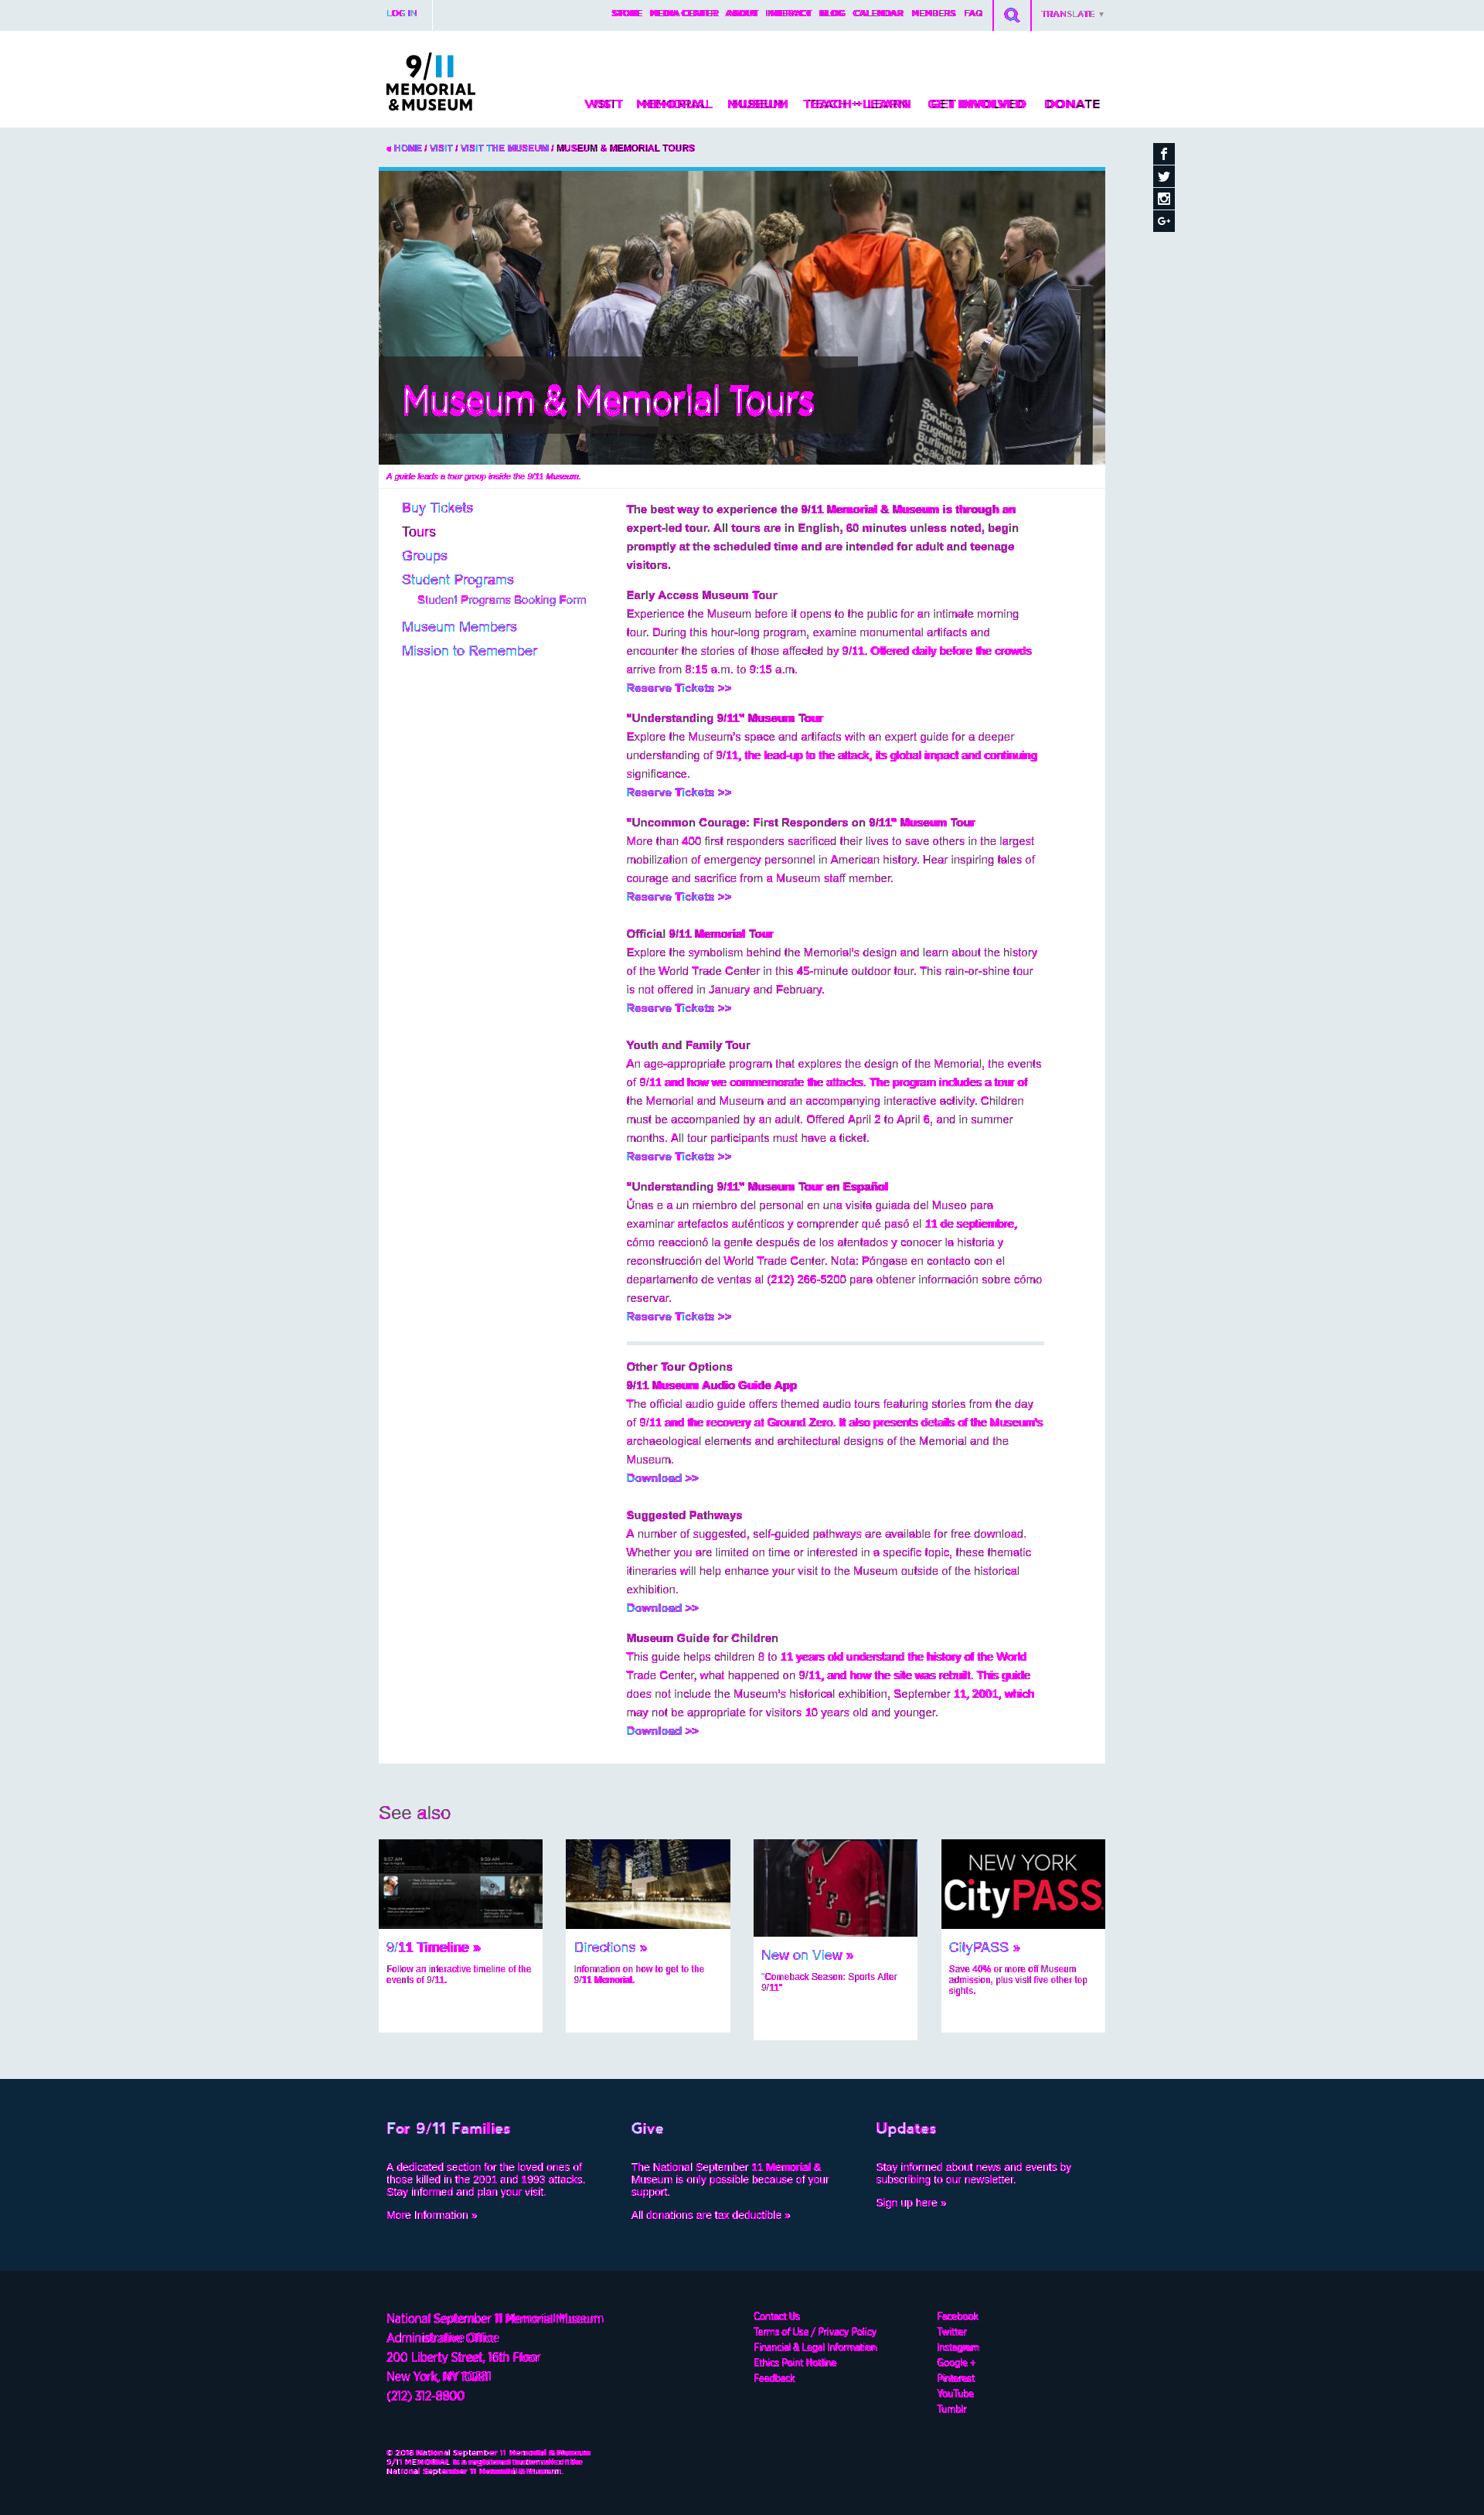 LOG IN
STORE MEDIA CENTER ABOUT INTERACT BLOG CALENDAR MEMBERS FAQ TRANSLATE ▼
9/11
MEMORIAL
&MUSEUM
VISIT MEMORIAL MUSEUM TEACH + LEARN GET INVOLVED DONATE
« HOME / VISIT / VISIT THE MUSEUM / MUSEUM & MEMORIAL TOURS
Museum & Memorial Tours
A guide leads a tour group inside the 9/11 Museum.
Buy Tickets
Tours
Groups
Student Programs
Student Programs Booking Form
Museum Members
Mission to Remember
The best way to experience the 9/11 Memorial & Museum is through an
expert-led tour. All tours are in English, 60 minutes unless noted, begin
promptly at the scheduled time and are intended for adult and teenage
visitors.
Early Access Museum Tour
Experience the Museum before it opens to the public for an intimate morning
tour. During this hour-long program, examine monumental artifacts and
encounter the stories of those affected by 9/11. Offered daily before the crowds
arrive from 8:15 a.m. to 9:15 a.m.
Reserve Tickets >>
"Understanding 9/11" Museum Tour
Explore the Museum's space and artifacts with an expert guide for a deeper
understanding of 9/11, the lead-up to the attack, its global impact and continuing
significance.
Reserve Tickets >>
"Uncommon Courage: First Responders on 9/11" Museum Tour
More than 400 first responders sacrificed their lives to save others in the largest
mobilization of emergency personnel in American history. Hear inspiring tales of
courage and sacrifice from a Museum staff member.
Reserve Tickets >>
Official 9/11 Memorial Tour
Explore the symbolism behind the Memorial's design and learn about the history
of the World Trade Center in this 45-minute outdoor tour. This rain-or-shine tour
is not offered in January and February.
Reserve Tickets >>
Youth and Family Tour
An age-appropriate program that explores the design of the Memorial, the events
of 9/11 and how we commemorate the attacks. The program includes a tour of
the Memorial and Museum and an accompanying interactive activity. Children
must be accompanied by an adult. Offered April 2 to April 6, and in summer
months. All tour participants must have a ticket.
Reserve Tickets >>
"Understanding 9/11" Museum Tour en Español
Únas e a un miembro del personal en una visita guiada del Museo para
examinar artefactos auténticos y comprender qué pasó el 11 de septiembre,
cómo reaccionó la gente después de los atentados y conocer la historia y
reconstrucción del World Trade Center. Nota: Póngase en contacto con el
departamento de ventas al (212) 266-5200 para obtener información sobre cómo
reservar.
Reserve Tickets >>
Other Tour Options
9/11 Museum Audio Guide App
The official audio guide offers themed audio tours featuring stories from the day
of 9/11 and the recovery at Ground Zero. It also presents details of the Museum's
archaeological elements and architectural designs of the Memorial and the
Museum.
Download >>
Suggested Pathways
A number of suggested, self-guided pathways are available for free download.
Whether you are limited on time or interested in a specific topic, these thematic
itineraries will help enhance your visit to the Museum outside of the historical
exhibition.
Download >>
Museum Guide for Children
This guide helps children 8 to 11 years old understand the history of the World
Trade Center, what happened on 9/11, and how the site was rebuilt. This guide
does not include the Museum's historical exhibition, September 11, 2001, which
may not be appropriate for visitors 10 years old and younger.
Download >>
See also
NEW YORK
CityPASS
9/11 Timeline »
Follow an interactive timeline of the
events of 9/11.
Directions »
Information on how to get to the
9/11 Memorial.
New on View »
"Comeback Season: Sports After
9/11"
CityPASS »
Save 40% or more off Museum
admission, plus visit five other top
sights.
For 9/11 Families
A dedicated section for the loved ones of
those killed in the 2001 and 1993 attacks.
Stay informed and plan your visit.
More Information »
Give
The National September 11 Memorial &
Museum is only possible because of your
support.
All donations are tax deductible »
Updates
Stay informed about news and events by
subscribing to our newsletter.
Sign up here »
National September 11 Memorial Museum
Administrative Office
200 Liberty Street, 16th Floor
New York, NY 10281
(212) 312-8800
Contact Us
Terms of Use / Privacy Policy
Financial & Legal Information
Ethics Point Hotline
Feedback
Facebook
Twitter
Instagram
Google +
Pinterest
YouTube
Tumblr
© 2018 National September 11 Memorial & Museum
9/11 MEMORIAL is a registered trademark of the
National September 11 Memorial & Museum.